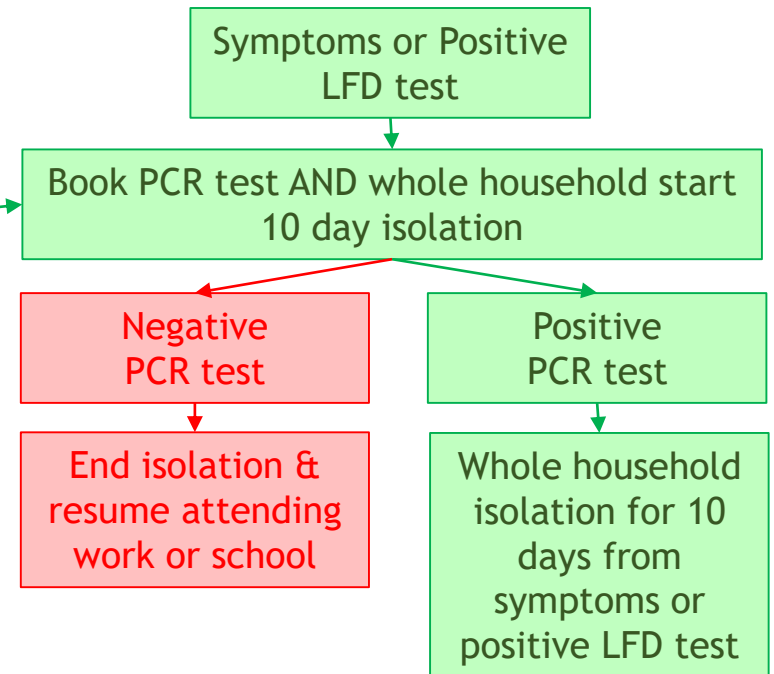 Symptoms or Positive
LFD test
Book PCR test AND whole household start
10 day isolation
Negative
PCR test
Positive
PCR test
End isolation &
resume attending
work or school
Whole household
isolation for 10
days from
symptoms or
positive LFD test